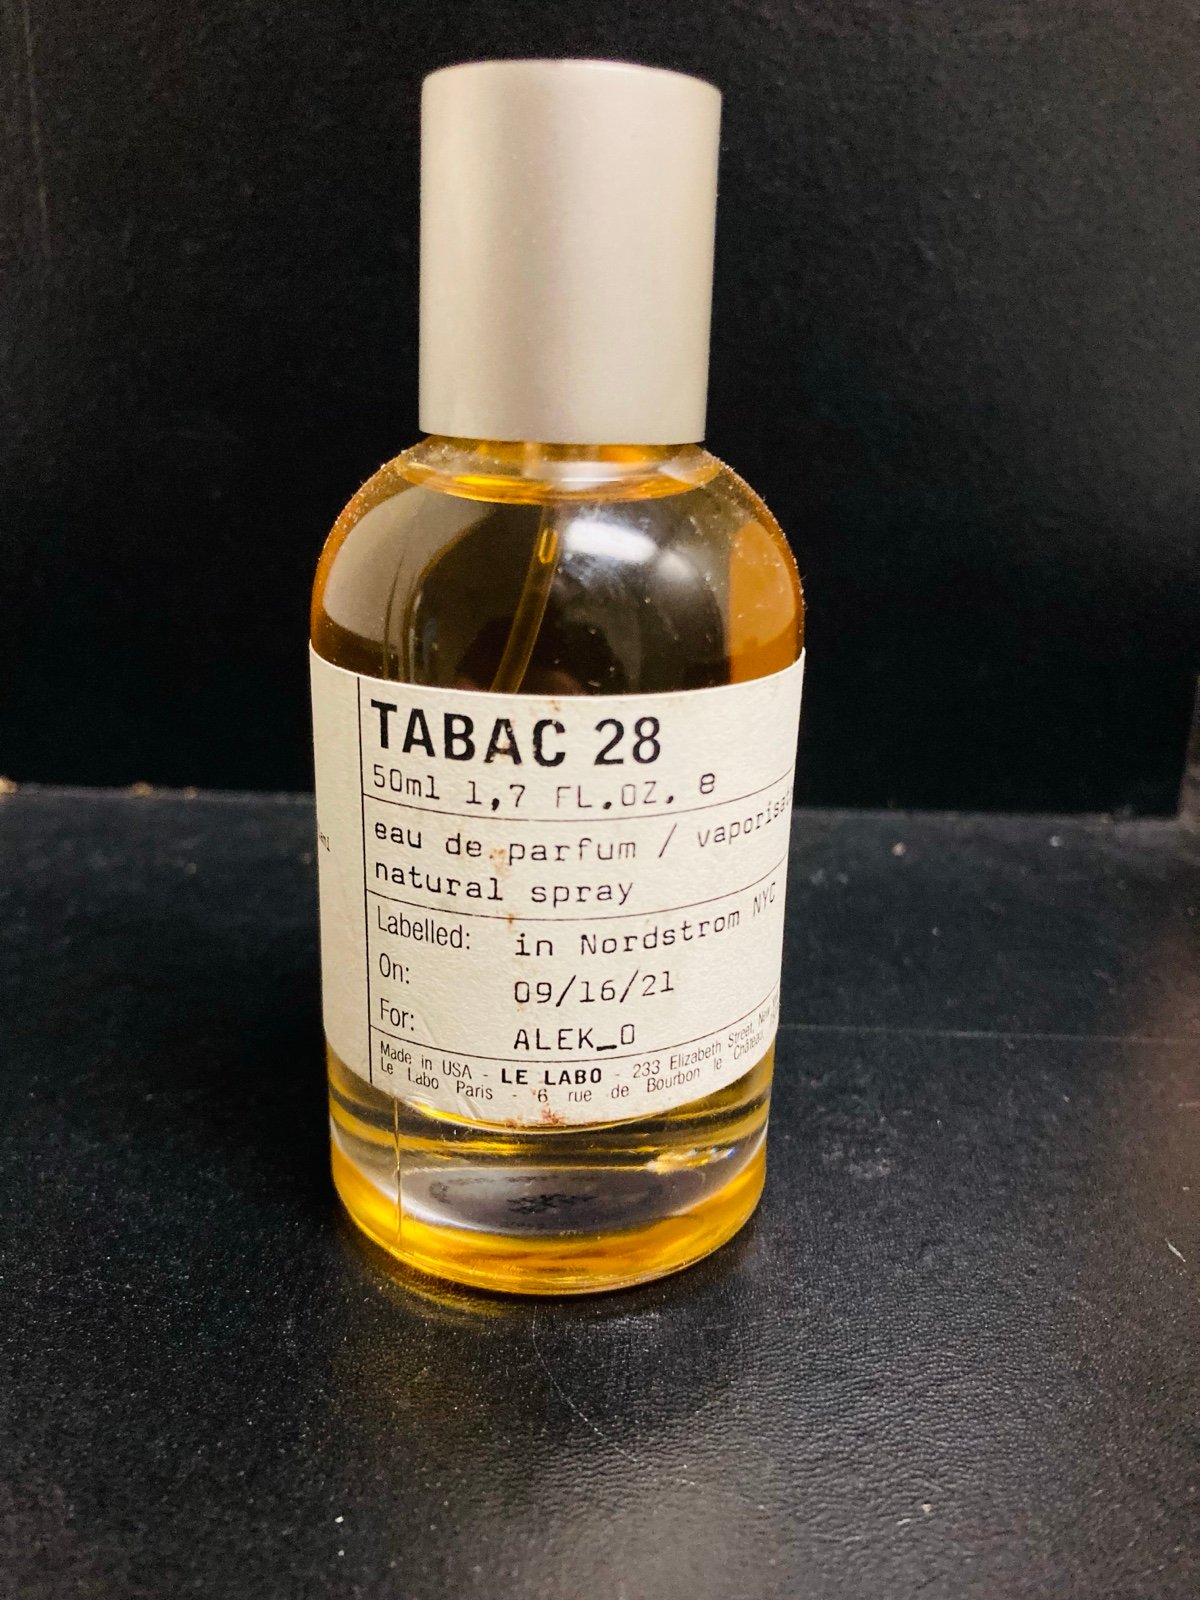 TABAC 28
50ml 1,7 FL.OZ. e
eau de parfum /
natural spray
Labelled: in Nordstrom NYC
On: 09/16/21
For: ALEK_O
Made in USA - LE LABO - 233 Elizabeth Street,
Le Labo Paris - 6 rue de Bourbon le Château,